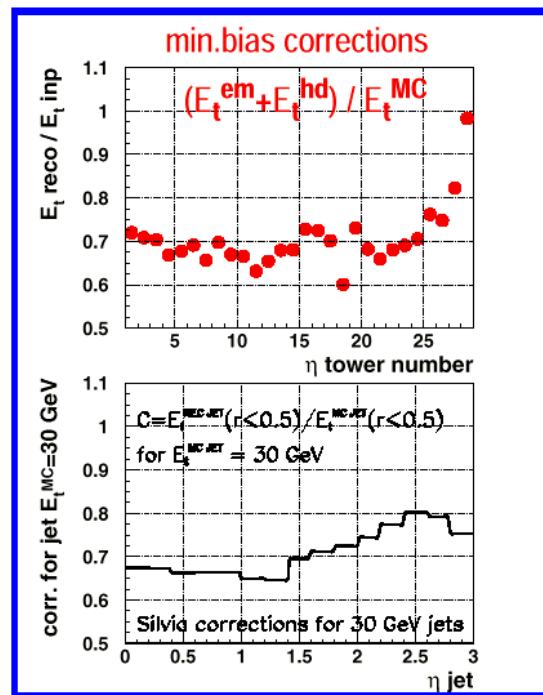 min.bias corrections
(E_t^em+E_t^hd) / E_t^MC
E_t reco / E_t inp
1.1
1
0.9
0.8
0.7
0.6
0.5
5
10
15
20
25
η tower number
corr. for jet E_t^MC=30 GeV
1.1
1
0.9
0.8
0.7
0.6
0.5
C=E_t^REC JET(r<0.5)/E_t^MC JET(r<0.5)
for E_t^MC JET = 30 GeV
Silvia corrections for 30 GeV jets
0
0.5
1
1.5
2
2.5
3
η jet